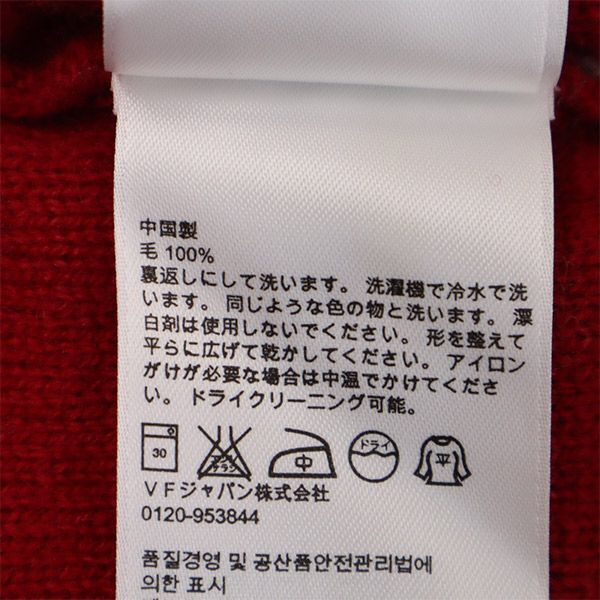 中国製
毛 100%
裏返しにして洗います。 洗濯機で冷水で洗
います。 同じような色の物と洗います。 漂
白剤は使用しないでください。 形を整えて
平らに広げて乾かしてください。 アイロン
がけが必要な場合は中温でかけてくださ
い。 ドライクリーニング可能。
30 エンソ サラシ 中 ドライ 平
VFジャパン株式会社
0120-953844
품질경영 및 공산품안전관리법에
의한 표시